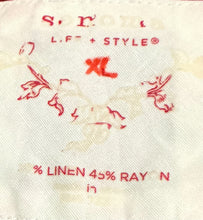 LIFE + STYLE®
XL
% LINEN 45% RAYON
in